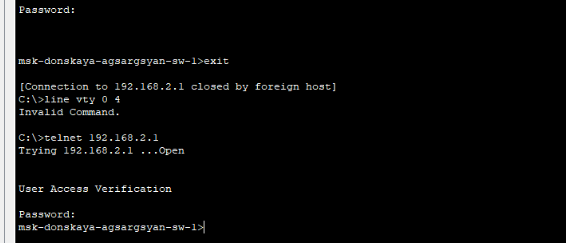 Password:
msk-donskaya-agsargsyan-sw-1>exit
[Connection to 192.168.2.1 closed by foreign host]
C:\>line vty 0 4
Invalid Command.
C:\>telnet 192.168.2.1
Trying 192.168.2.1 ...Open
User Access Verification
Password:
msk-donskaya-agsargsyan-sw-1>